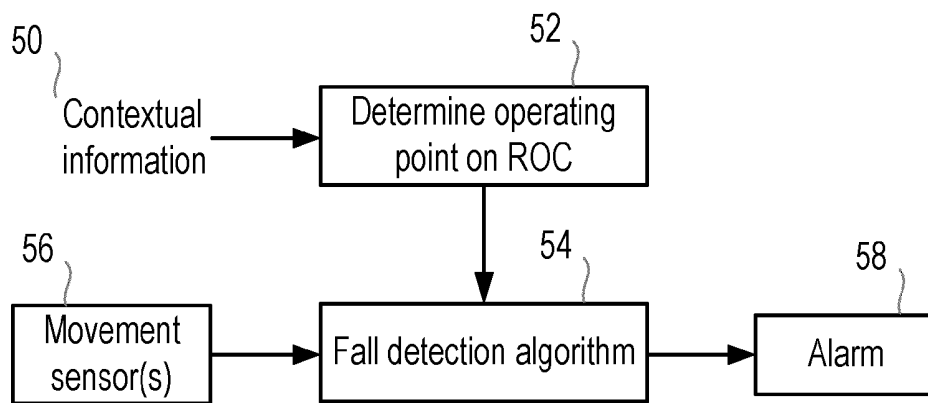 50
52
Contextual
information
Determine operating
point on ROC
56
54
58
Movement
sensor(s)
Fall detection algorithm
Alarm